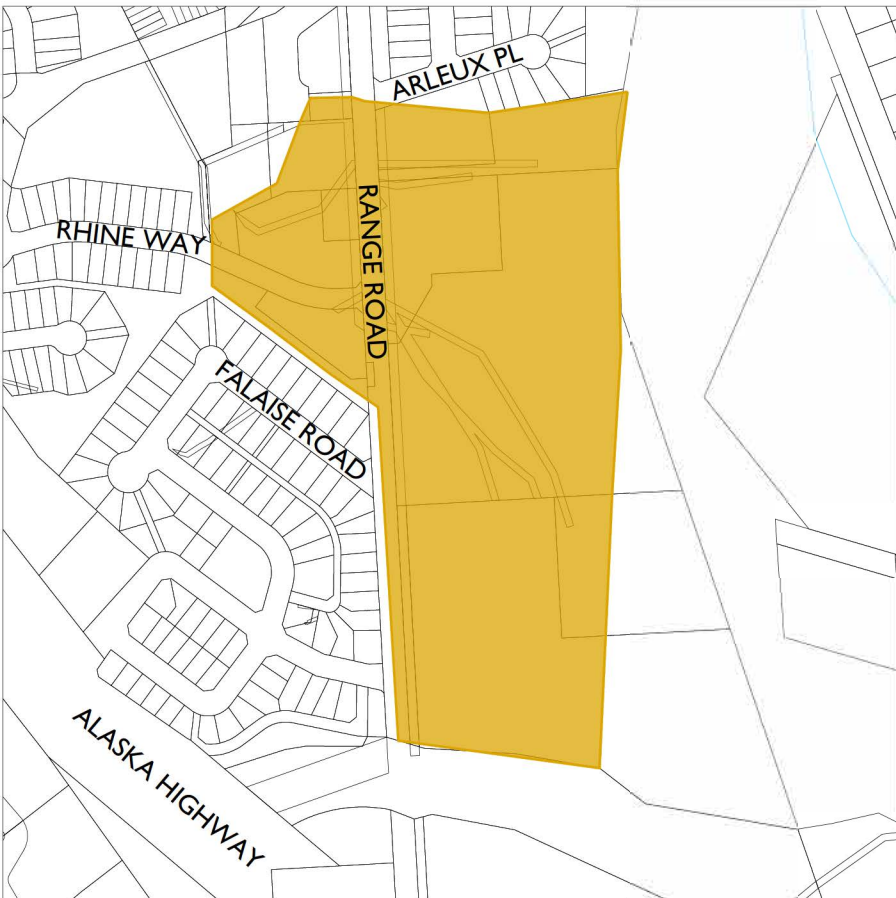 ARLEUX PL
RANGE ROAD
RHINE WAY
FALAISE ROAD
ALASKA HIGHWAY